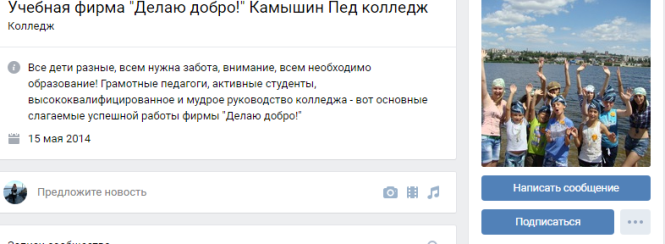 Учебная фирма "Делаю добро!" Камышин Пед колледж
Колледж
Все дети разные, всем нужна забота, внимание, всем необходимо
образование! Грамотные педагоги, активные студенты,
высококвалифицированное и мудрое руководство колледжа - вот основные
слагаемые успешной работы фирмы "Делаю добро!"
15 мая 2014
Предложите новость
Написать сообщение
Подписаться